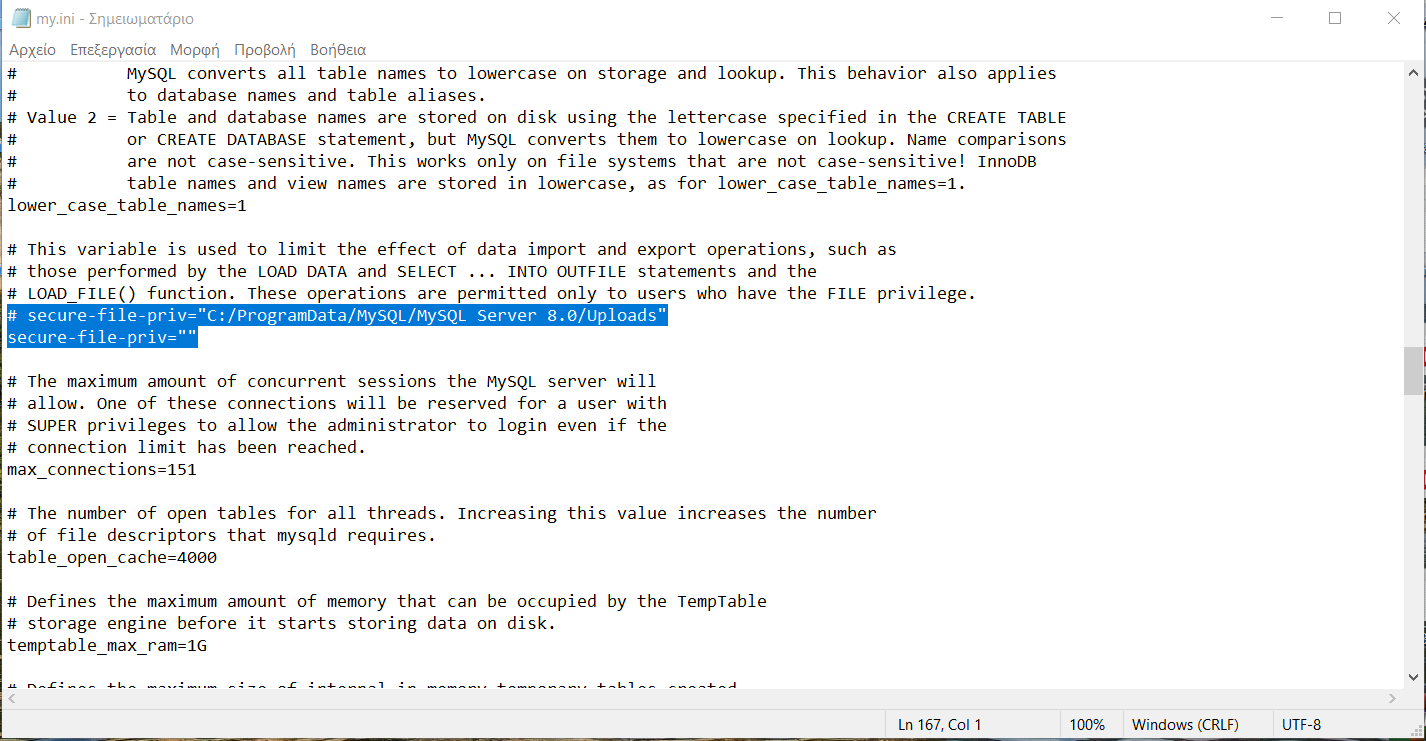 my.ini - Σημειωματάριο
Αρχείο Επεξεργασία Μορφή Προβολή Βοήθεια
#           MySQL converts all table names to lowercase on storage and lookup. This behavior also applies
#           to database names and table aliases.
# Value 2 = Table and database names are stored on disk using the lettercase specified in the CREATE TABLE
#           or CREATE DATABASE statement, but MySQL converts them to lowercase on lookup. Name comparisons
#           are not case-sensitive. This works only on file systems that are not case-sensitive! InnoDB
#           table names and view names are stored in lowercase, as for lower_case_table_names=1.
lower_case_table_names=1

# This variable is used to limit the effect of data import and export operations, such as
# those performed by the LOAD DATA and SELECT ... INTO OUTFILE statements and the
# LOAD_FILE() function. These operations are permitted only to users who have the FILE privilege.
# secure-file-priv="C:/ProgramData/MySQL/MySQL Server 8.0/Uploads"
secure-file-priv=""

# The maximum amount of concurrent sessions the MySQL server will
# allow. One of these connections will be reserved for a user with
# SUPER privileges to allow the administrator to login even if the
# connection limit has been reached.
max_connections=151

# The number of open tables for all threads. Increasing this value increases the number
# of file descriptors that mysqld requires.
table_open_cache=4000

# Defines the maximum amount of memory that can be occupied by the TempTable
# storage engine before it starts storing data on disk.
temptable_max_ram=1G

# Defines the maximum size of internal in-memory temporary tables created
Ln 167, Col 1 100% Windows (CRLF) UTF-8